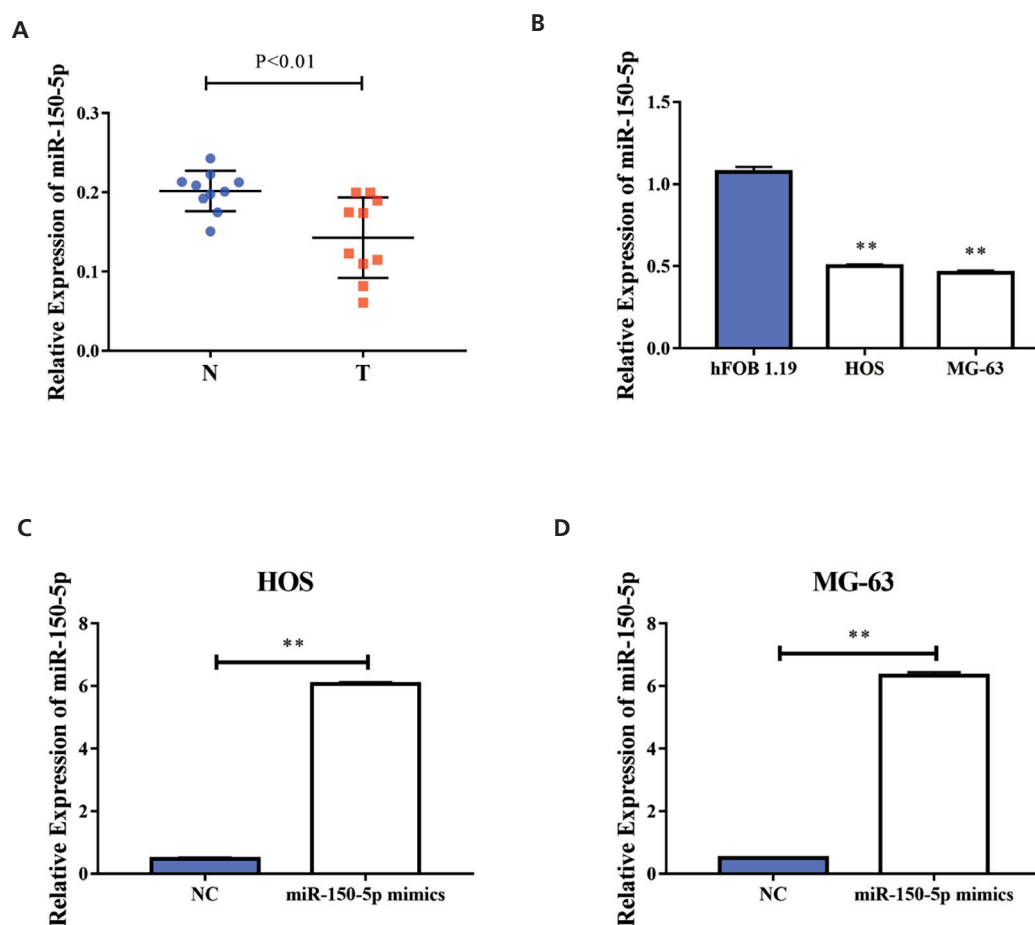 A
P<0.01
Relative Expression of miR-150-5p
0.3
0.2
0.1
0.0
N T
B
Relative Expression of miR-150-5p
1.5
1.0
0.5
0.0
** **
hFOB 1.19 HOS MG-63
C
HOS
Relative Expression of miR-150-5p
8
6
4
2
0
**
NC miR-150-5p mimics
D
MG-63
Relative Expression of miR-150-5p
8
6
4
2
0
**
NC miR-150-5p mimics